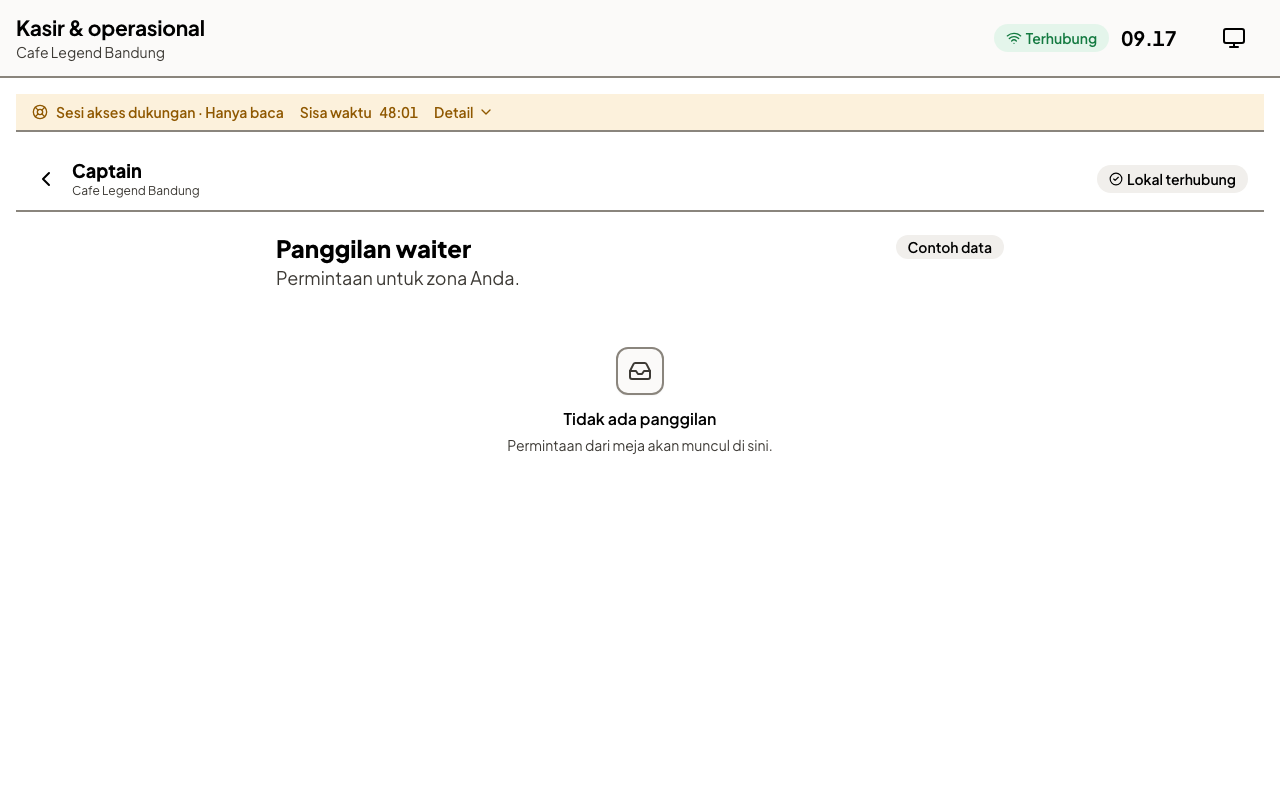 Kasir & operasional
Cafe Legend Bandung
Terhubung
09.17
Sesi akses dukungan · Hanya baca Sisa waktu 48:01 Detail
Captain
Cafe Legend Bandung
Lokal terhubung
Panggilan waiter
Contoh data
Permintaan untuk zona Anda.
Tidak ada panggilan
Permintaan dari meja akan muncul di sini.